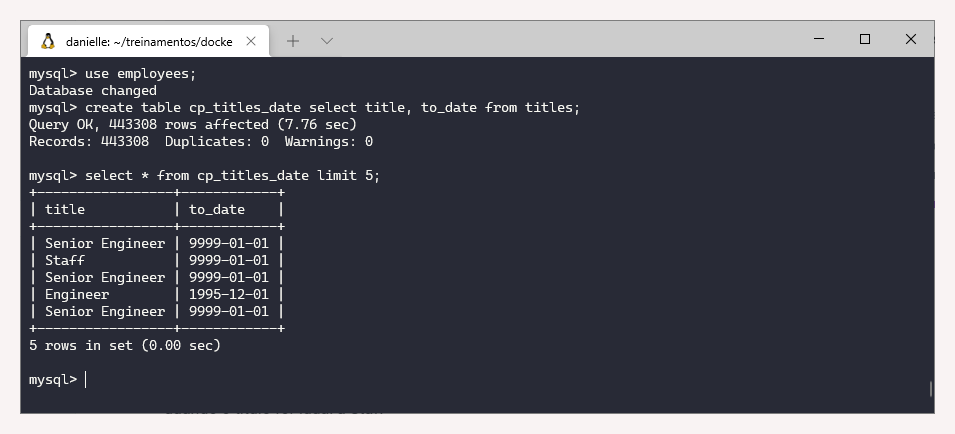 danielle: ~/treinamentos/docke
mysql> use employees;
Database changed
mysql> create table cp_titles_date select title, to_date from titles;
Query OK, 443308 rows affected (7.76 sec)
Records: 443308  Duplicates: 0  Warnings: 0
mysql> select * from cp_titles_date limit 5;
+-----------------+------------+
| title           | to_date    |
+-----------------+------------+
| Senior Engineer | 9999-01-01 |
| Staff           | 9999-01-01 |
| Senior Engineer | 9999-01-01 |
| Engineer        | 1995-12-01 |
| Senior Engineer | 9999-01-01 |
+-----------------+------------+
5 rows in set (0.00 sec)
mysql>